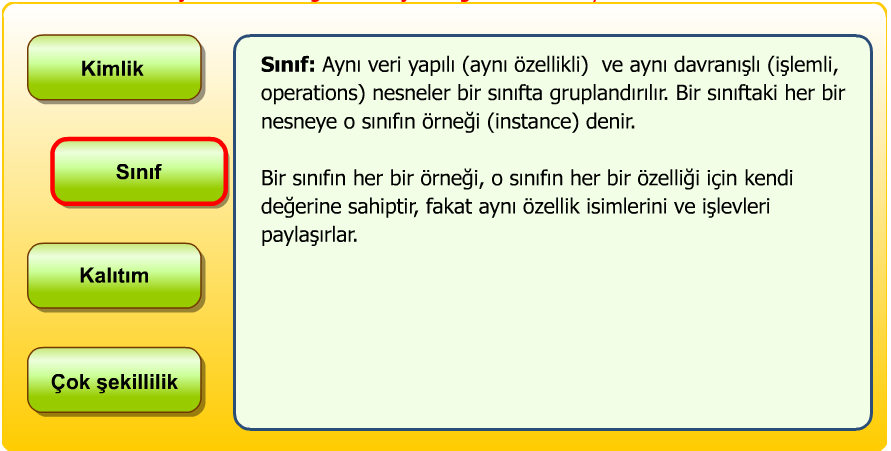 Kimlik
Sınıf
Kalıtım
Çok şekillilik
Sınıf: Aynı veri yapılı (aynı özellikli) ve aynı davranışlı (işlemli,
operations) nesneler bir sınıfta gruplandırılır. Bir sınıftaki her bir
nesneye o sınıfın örneği (instance) denir.
Bir sınıfın her bir örneği, o sınıfın her bir özelliği için kendi
değerine sahiptir, fakat aynı özellik isimlerini ve işlevleri
paylaşırlar.